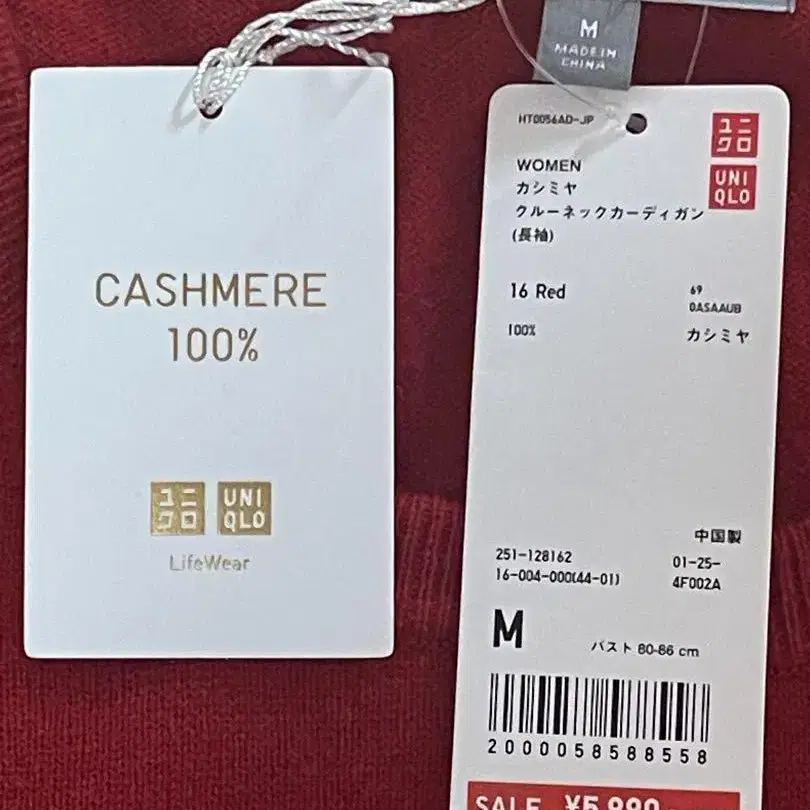 CASHMERE
100%
ユニ
クロ
UNI
QLO
LifeWear
M
MADE IN
CHINA
HT0056AD-JP
ユニ
クロ
UNI
QLO
WOMEN
カシミヤ
クルーネックカーディガン
(長袖)
16 Red
69
0ASAAUB
100% カシミヤ
中国製
251-128162 01-25-
16-004-000(44-01) 4F002A
M バスト 80-86 cm
2000058588558
SALE ¥5,990